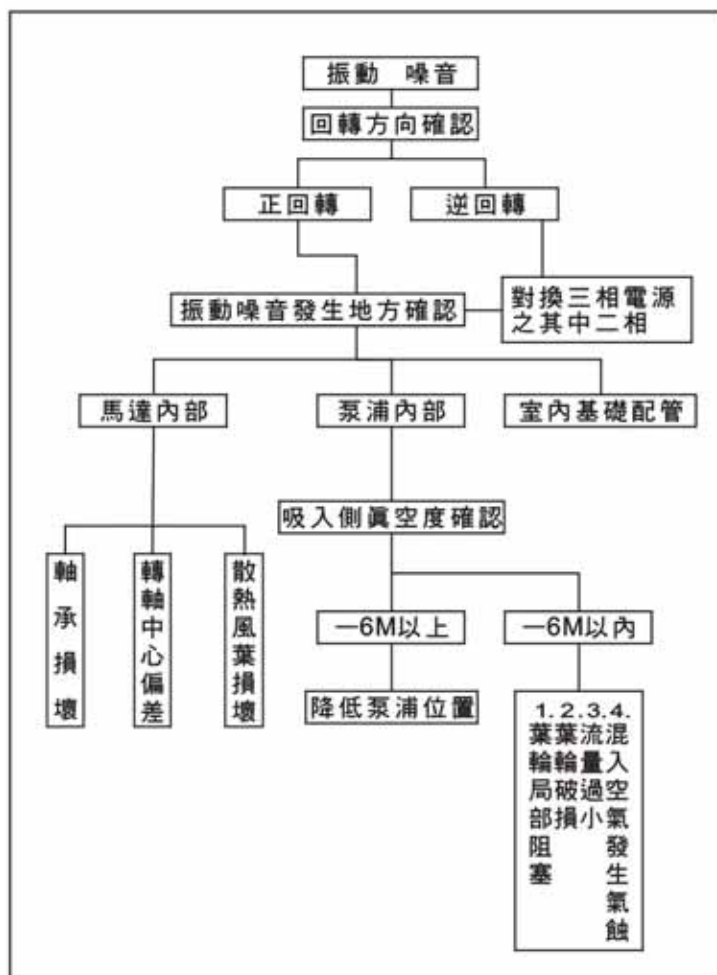 振動 噪音
回轉方向確認
正回轉
逆回轉
振動噪音發生地方確認
對換三相電源
之其中二相
馬達內部
泵浦內部
室內基礎配管
吸入側眞空度確認
軸承損壞
轉軸中心偏差
散熱風葉損壞
一6M以上
一6M以內
降低泵浦位置
1.葉輪局部阻塞
2.葉輪破損
3.流量過小
4.混入空氣發生氣蝕